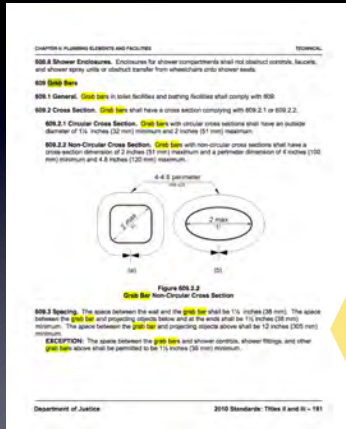 CHAPTER 6: PLUMBING ELEMENTS AND FACILITIES TECHNICAL
608.8 Shower Enclosures. Enclosures for shower compartments shall not obstruct controls, faucets,
and shower spray units or obstruct transfer from wheelchairs onto shower seats.
609 Grab Bars
609.1 General. Grab bars in toilet facilities and bathing facilities shall comply with 609.
609.2 Cross Section. Grab bars shall have a cross section complying with 609.2.1 or 609.2.2.
609.2.1 Circular Cross Section. Grab bars with circular cross sections shall have an outside
diameter of 1¼ inches (32 mm) minimum and 2 inches (51 mm) maximum.
609.2.2 Non-Circular Cross Section. Grab bars with non-circular cross sections shall have a
cross-section dimension of 2 inches (51 mm) maximum and a perimeter dimension of 4 inches (100
mm) minimum and 4.8 inches (120 mm) maximum.
4-4.8 perimeter
100-120
2 max
51
2 max
51
(a) (b)
Figure 609.2.2
Grab Bar Non-Circular Cross Section
609.3 Spacing. The space between the wall and the grab bar shall be 1½ inches (38 mm). The space
between the grab bar and projecting objects below and at the ends shall be 1½ inches (38 mm)
minimum. The space between the grab bar and projecting objects above shall be 12 inches (305 mm)
minimum.
EXCEPTION: The space between the grab bars and shower controls, shower fittings, and other
grab bars above shall be permitted to be 1½ inches (38 mm) minimum.
Department of Justice 2010 Standards: Titles II and III – 191